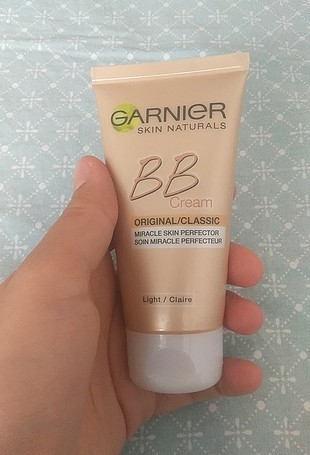 GARNIER
SKIN NATURALS
BB
Cream
ORIGINAL/CLASSIC
MIRACLE SKIN PERFECTOR
SOIN MIRACLE PERFECTEUR
Light / Claire